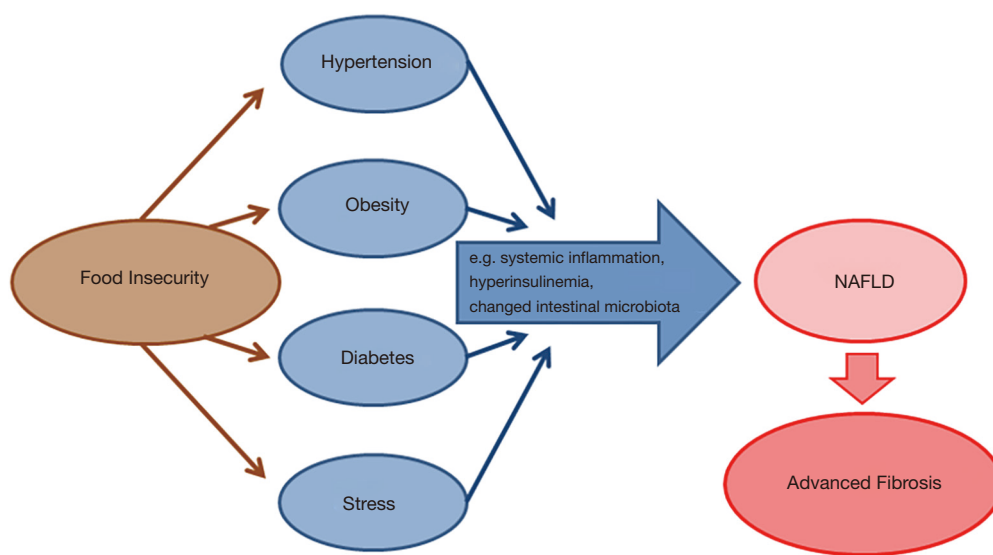 Hypertension
Obesity
Food Insecurity
Diabetes
Stress
e.g. systemic inflammation,
hyperinsulinemia,
changed intestinal microbiota
NAFLD
Advanced Fibrosis